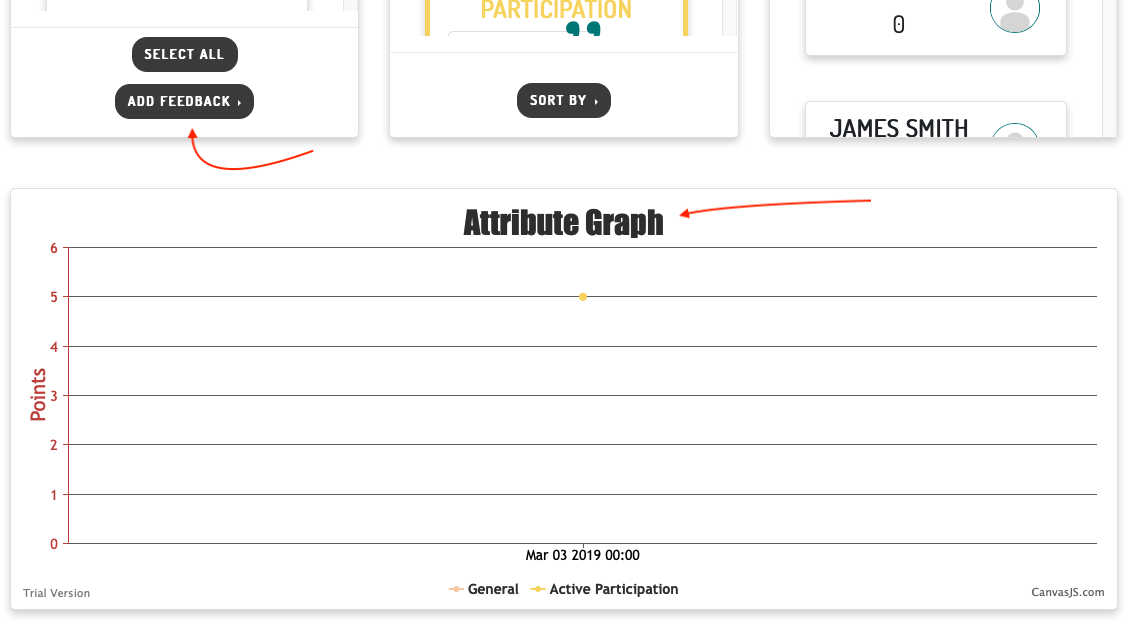 PARTICIPATION
0
SELECT ALL
ADD FEEDBACK
SORT BY
JAMES SMITH
Attribute Graph
6
5
4
3
2
1
0
Points
Mar 03 2019 00:00
General
Active Participation
Trial Version
CanvasJS.com